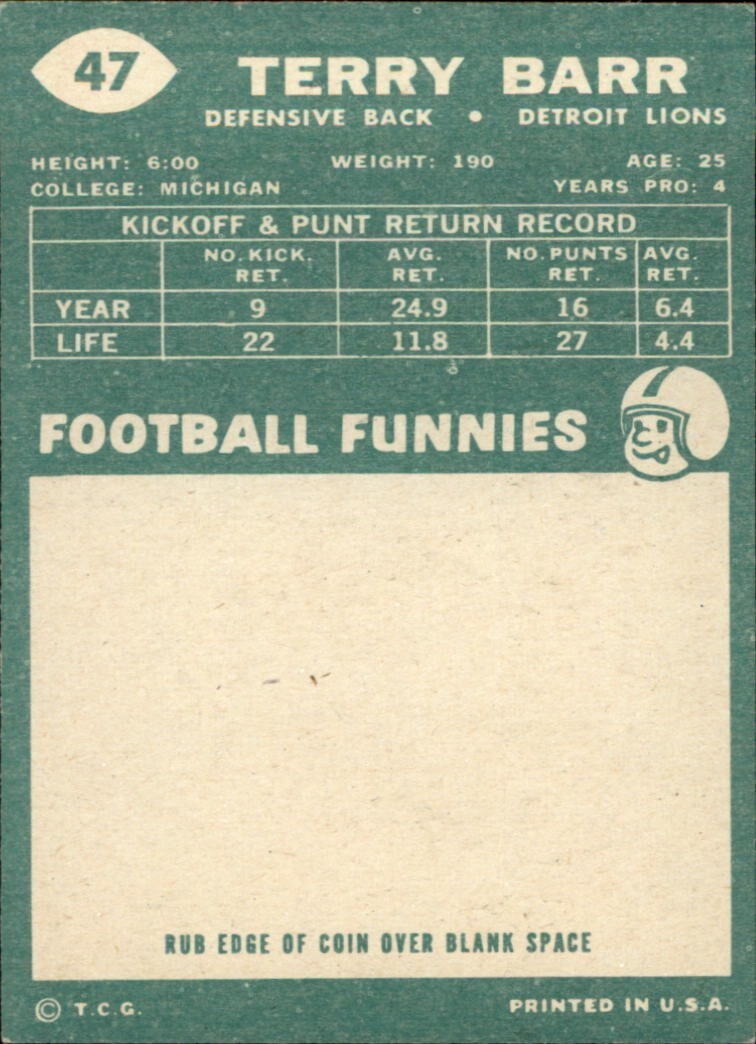 47
TERRY BARR
DEFENSIVE BACK • DETROIT LIONS
HEIGHT: 6:00 WEIGHT: 190 AGE: 25
COLLEGE: MICHIGAN YEARS PRO: 4
KICKOFF & PUNT RETURN RECORD
NO. KICK. RET. AVG. RET. NO. PUNTS RET. AVG. RET.
YEAR 9 24.9 16 6.4
LIFE 22 11.8 27 4.4
FOOTBALL FUNNIES
RUB EDGE OF COIN OVER BLANK SPACE
© T.C.G. PRINTED IN U.S.A.